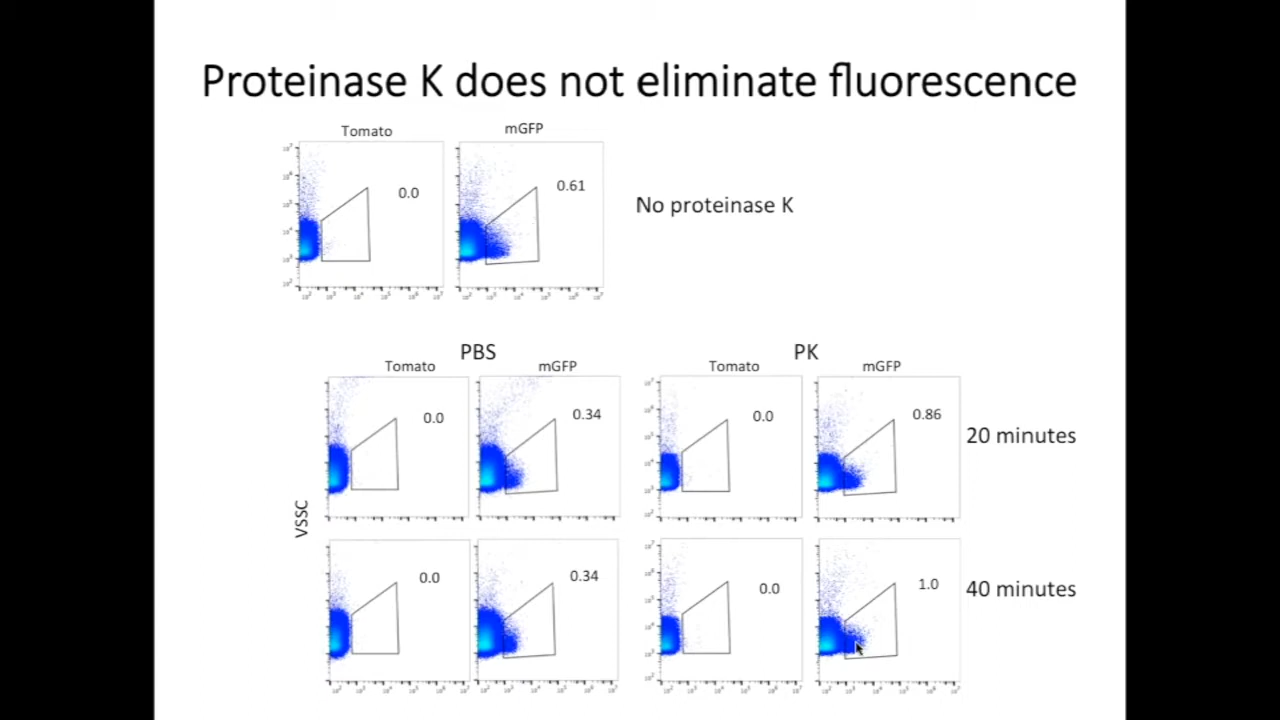 Proteinase K does not eliminate fluorescence
Tomato
mGFP
0.0
0.61
No proteinase K
PBS
PK
Tomato
mGFP
Tomato
mGFP
0.0
0.34
0.0
0.86
20 minutes
VSSC
0.0
0.34
0.0
1.0
40 minutes